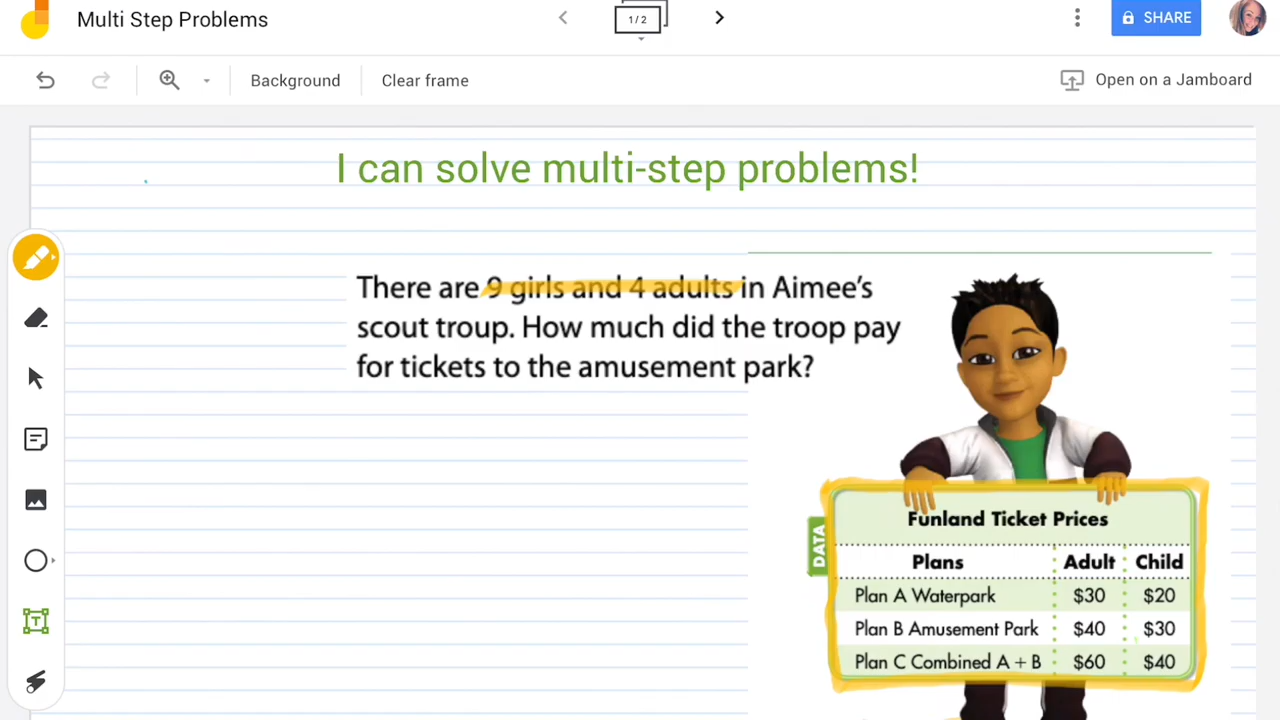 Multi Step Problems
1 / 2
SHARE
Background
Clear frame
Open on a Jamboard
I can solve multi-step problems!
There are 9 girls and 4 adults in Aimee's
scout troup. How much did the troop pay
for tickets to the amusement park?
DATA
Funland Ticket Prices
Plans Adult Child
Plan A Waterpark $30 $20
Plan B Amusement Park $40 $30
Plan C Combined A + B $60 $40